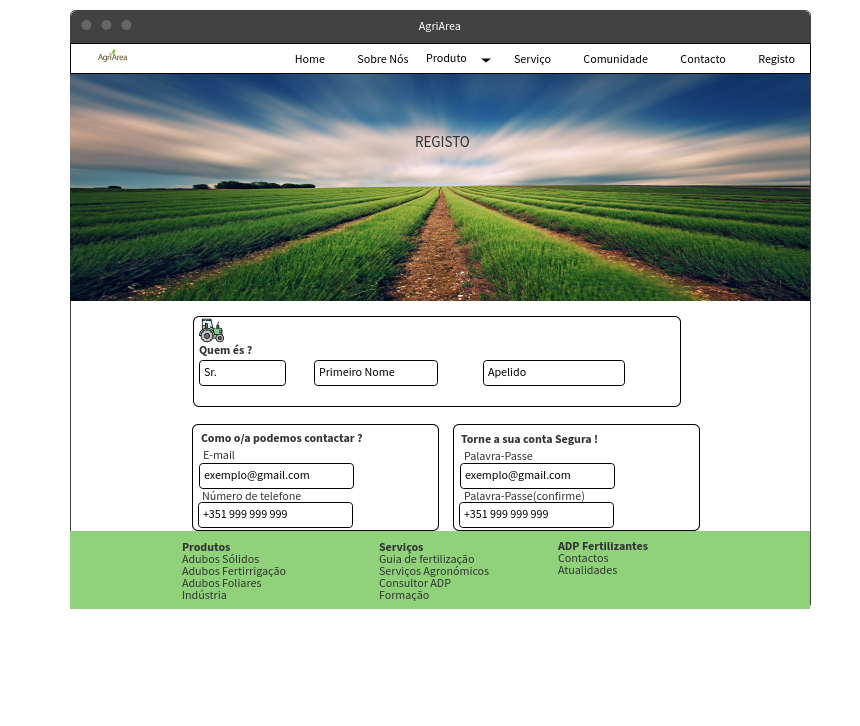 AgriArea
AgriArea
Home Sobre Nós Produto Serviço Comunidade Contacto Registo
REGISTO
Quem és ?
Sr. Primeiro Nome Apelido
Como o/a podemos contactar ?
E-mail
exemplo@gmail.com
Número de telefone
+351 999 999 999
Torne a sua conta Segura !
Palavra-Passe
exemplo@gmail.com
Palavra-Passe(confirme)
+351 999 999 999
Produtos
Adubos Sólidos
Adubos Fertirrigação
Adubos Foliares
Indústria
Serviços
Guia de fertilização
Serviços Agronómicos
Consultor ADP
Formação
ADP Fertilizantes
Contactos
Atualidades